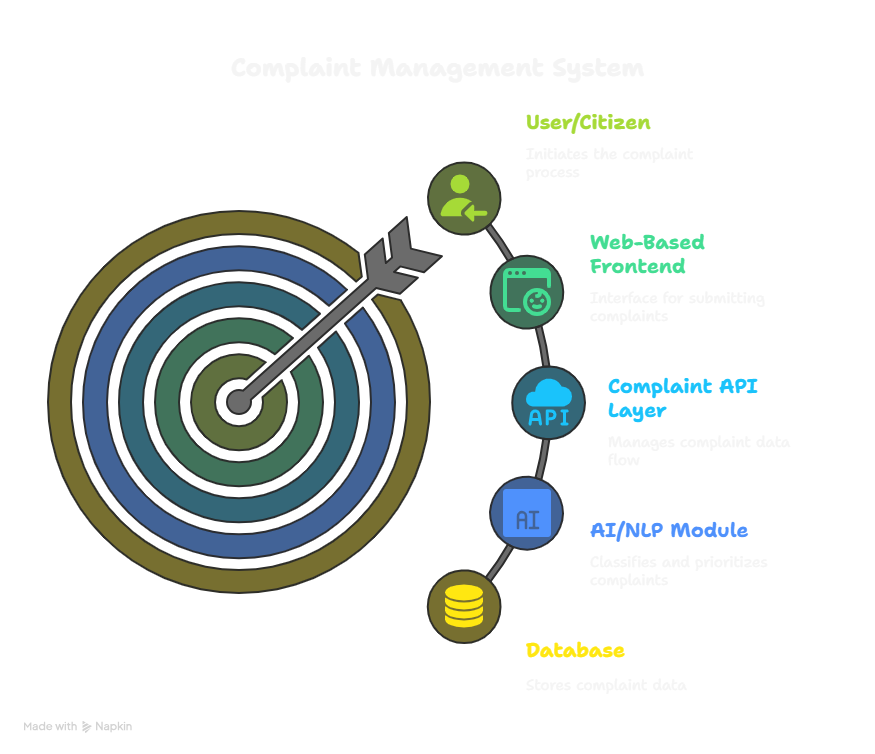 Complaint Management System
User/Citizen
Initiates the complaint
process
Web-Based
Frontend
Interface for submitting
complaints
API
Complaint API
Layer
Manages complaint data
flow
AI
AI/NLP Module
Classifies and prioritizes
complaints
Database
Stores complaint data
Made with Napkin